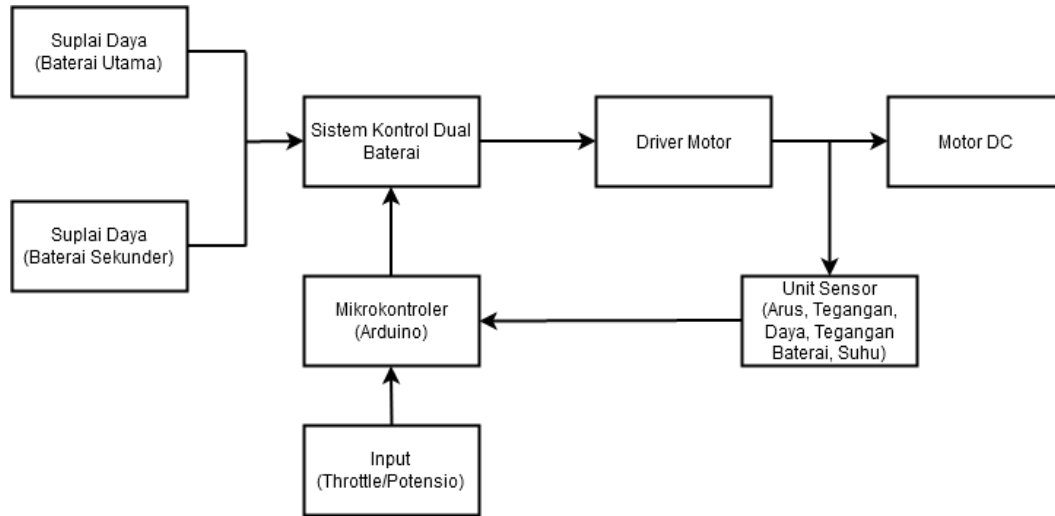 Suplai Daya
(Baterai Utama)
Sistem Kontrol Dual
Baterai
Driver Motor
Motor DC
Suplai Daya
(Baterai Sekunder)
Mikrokontroler
(Arduino)
Unit Sensor
(Arus, Tegangan,
Daya, Tegangan
Baterai, Suhu)
Input
(Throttle/Potensio)